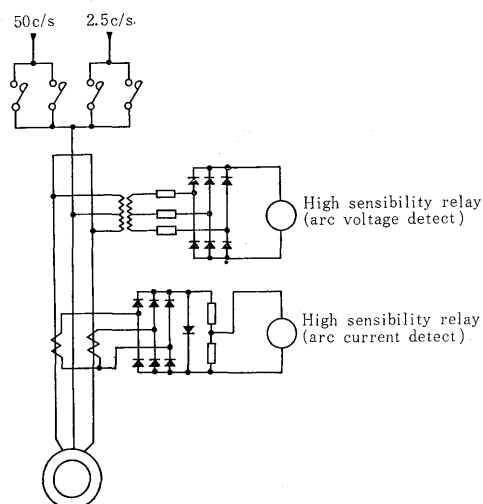 50c/s 2.5c/s.
High sensibility relay
(arc voltage detect)
High sensibility relay
(arc current detect)